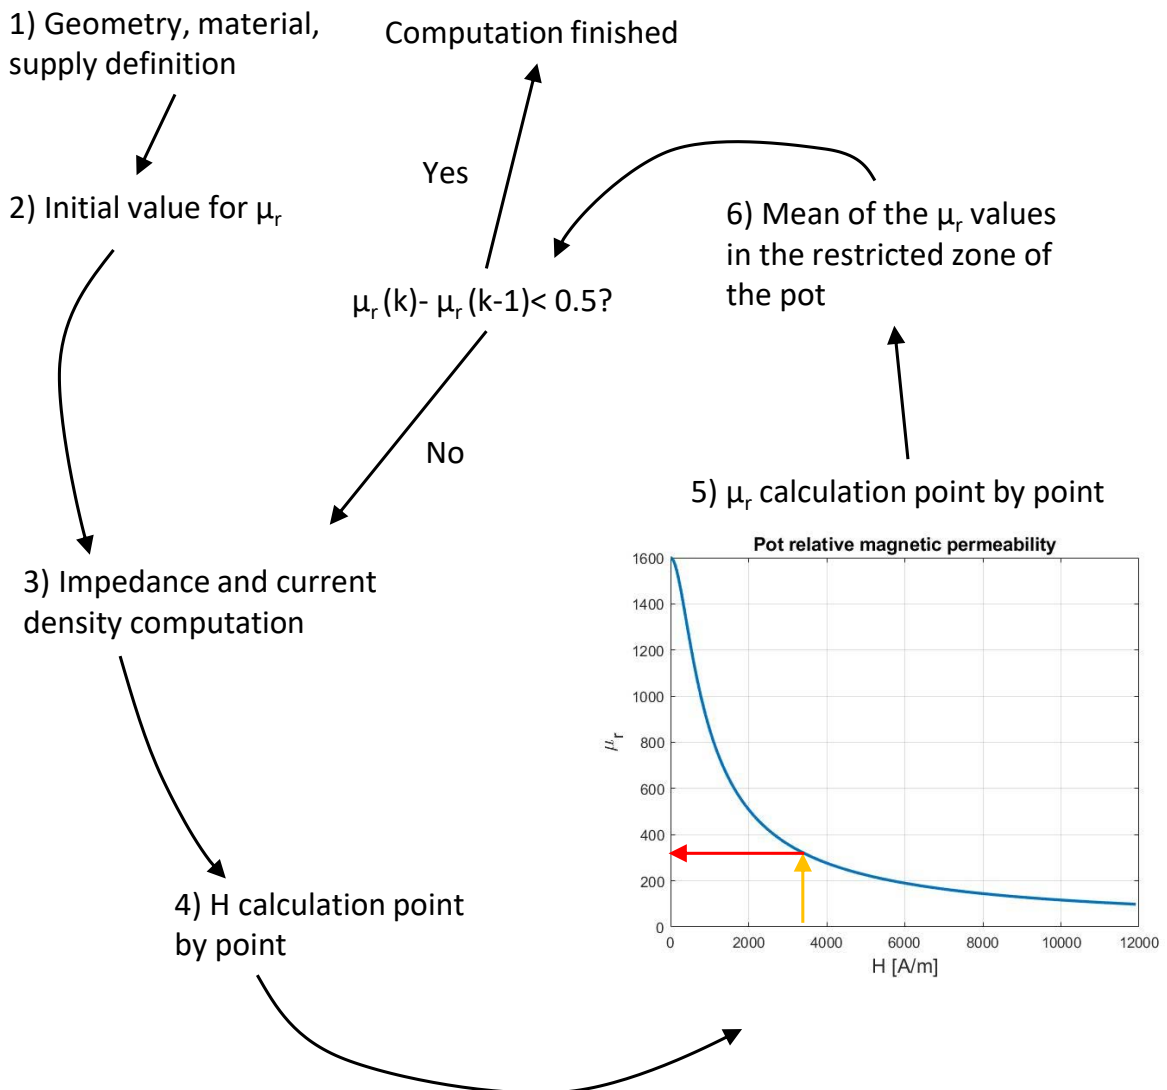 1) Geometry, material,
supply definition
Computation finished
Yes
2) Initial value for μr
6) Mean of the μr values
in the restricted zone of
the pot
μr (k)- μr (k-1)< 0.5?
No
3) Impedance and current
density computation
4) H calculation point
by point
5) μr calculation point by point
Pot relative magnetic permeability
1600
1400
1200
1000
800
600
400
200
0
μr
0 2000 4000 6000 8000 10000 12000
H [A/m]